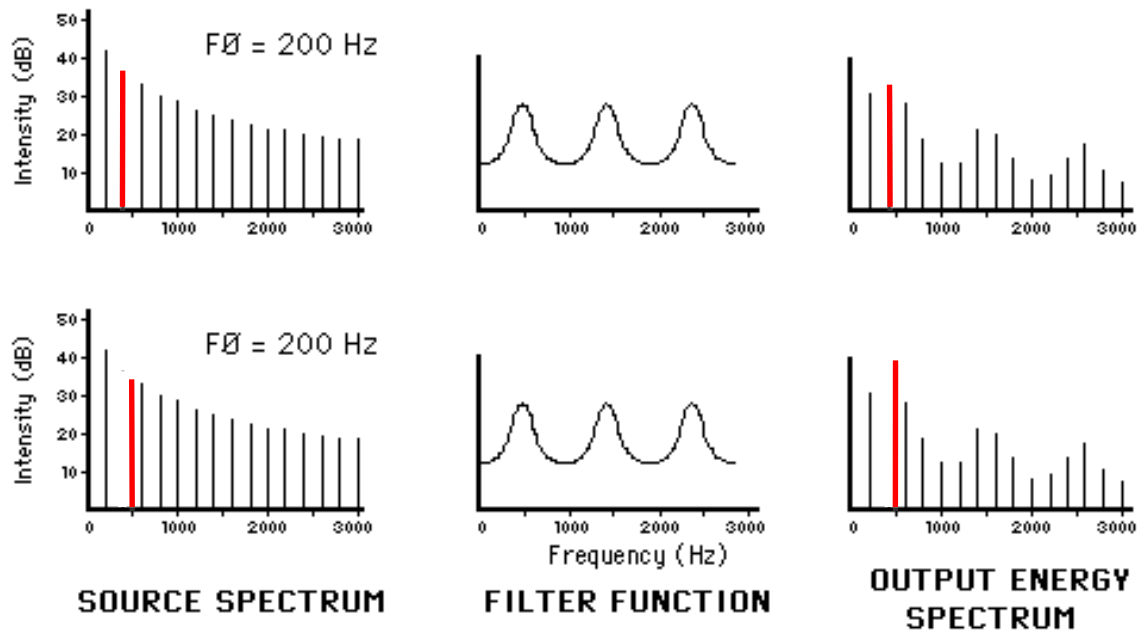 50
40
30
20
10
Intensity (dB)
FØ = 200 Hz
0 1000 2000 3000
0 1000 2000 3000
0 1000 2000 3000
50
40
30
20
10
Intensity (dB)
FØ = 200 Hz
0 1000 2000 3000
0 1000 2000 3000
0 1000 2000 3000
Frequency (Hz)
SOURCE SPECTRUM
FILTER FUNCTION
OUTPUT ENERGY
SPECTRUM